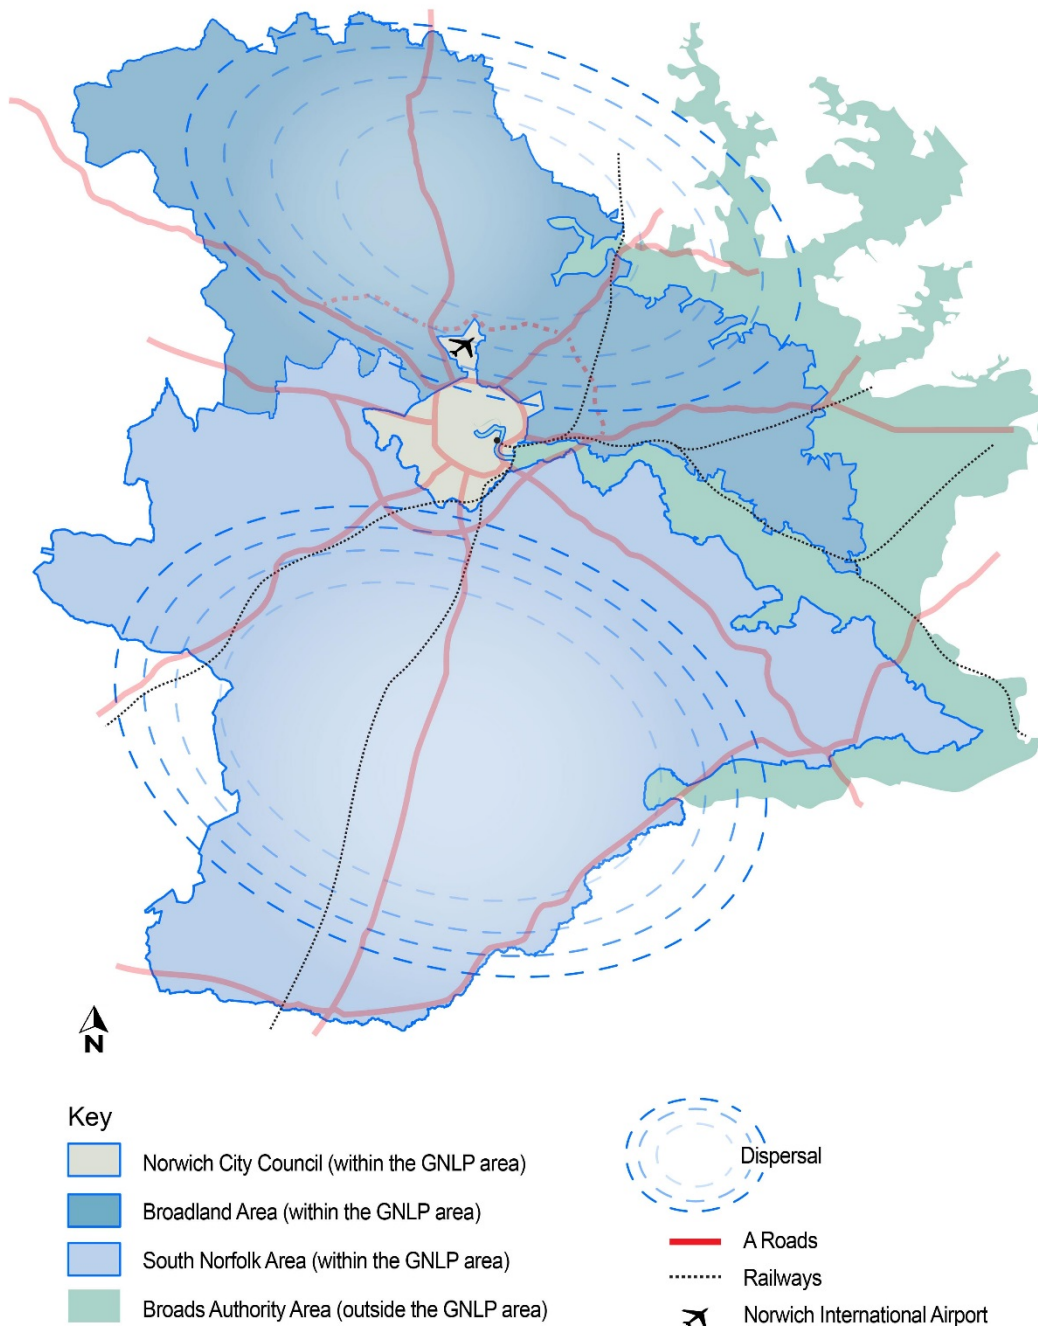 N
Key
Norwich City Council (within the GNLP area)
Broadland Area (within the GNLP area)
South Norfolk Area (within the GNLP area)
Broads Authority Area (outside the GNLP area)
Dispersal
A Roads
Railways
Norwich International Airport